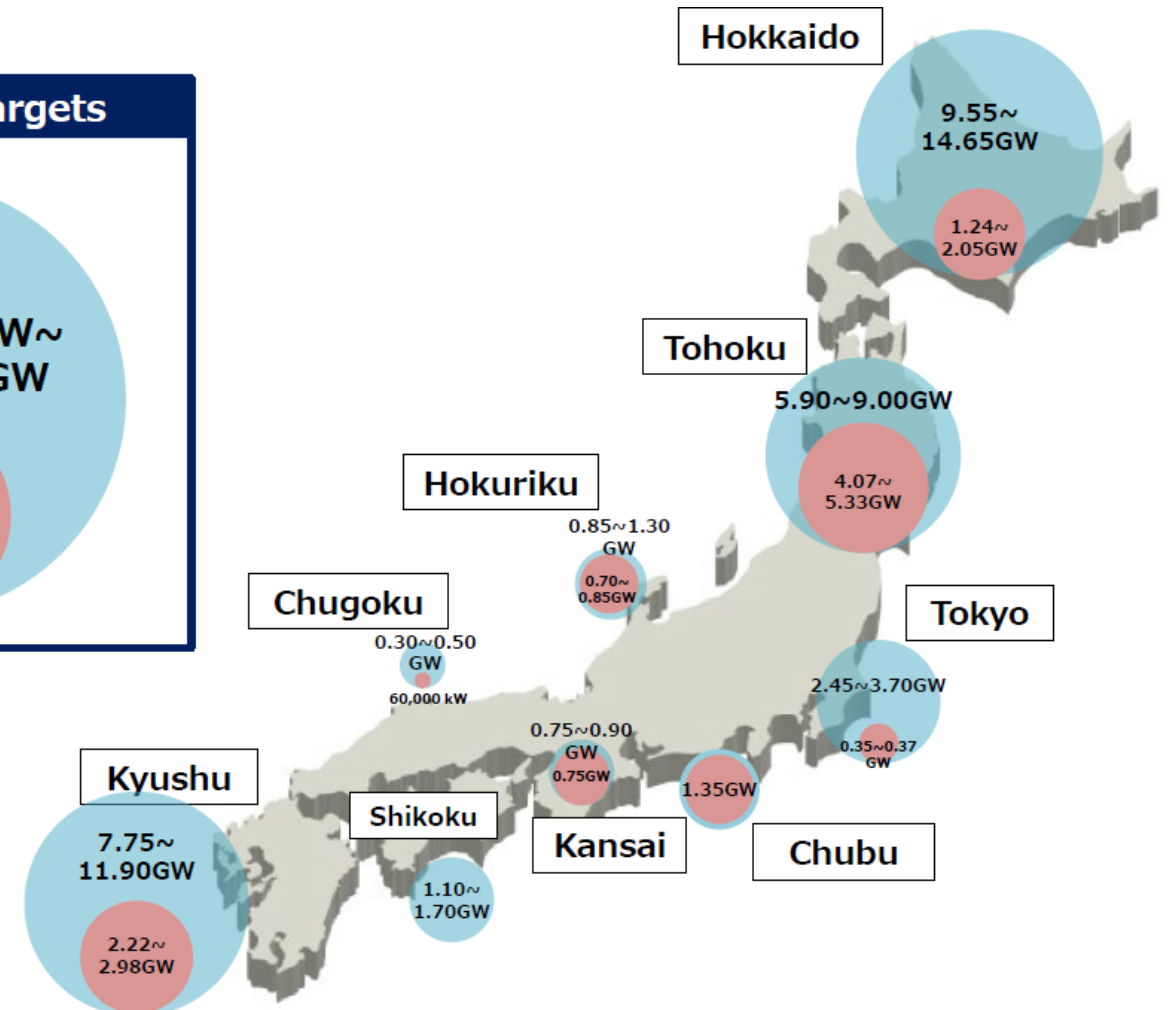 argets
W~
GW
Hokkaido
9.55~
14.65GW
1.24~
2.05GW
Tohoku
5.90~9.00GW
4.07~
5.33GW
Hokuriku
0.85~1.30
GW
0.70~
0.85GW
Chugoku
0.30~0.50
GW
60,000 kW
Tokyo
2.45~3.70GW
0.35~0.37
GW
0.75~0.90
GW
0.75GW
Kansai
1.35GW
Chubu
Kyushu
7.75~
11.90GW
2.22~
2.98GW
Shikoku
1.10~
1.70GW